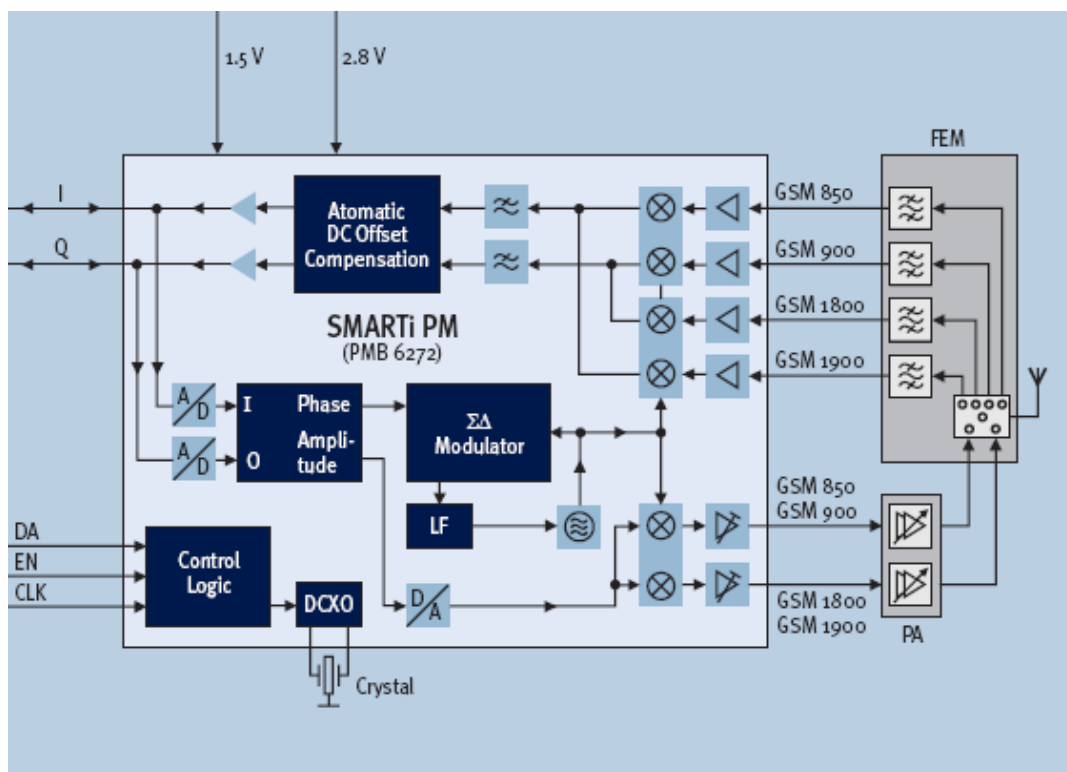 1.5 V
2.8 V
FEM
I
Q
Atomatic
DC Offset
Compensation
GSM 850
GSM 900
GSM 1800
GSM 1900
SMARTi PM
(PMB 6272)
A/D
I Phase
A/D
O Ampli-
tude
ΣΔ
Modulator
LF
GSM 850
GSM 900
DA
EN
CLK
Control
Logic
DCXO
D/A
GSM 1800
GSM 1900
PA
Crystal